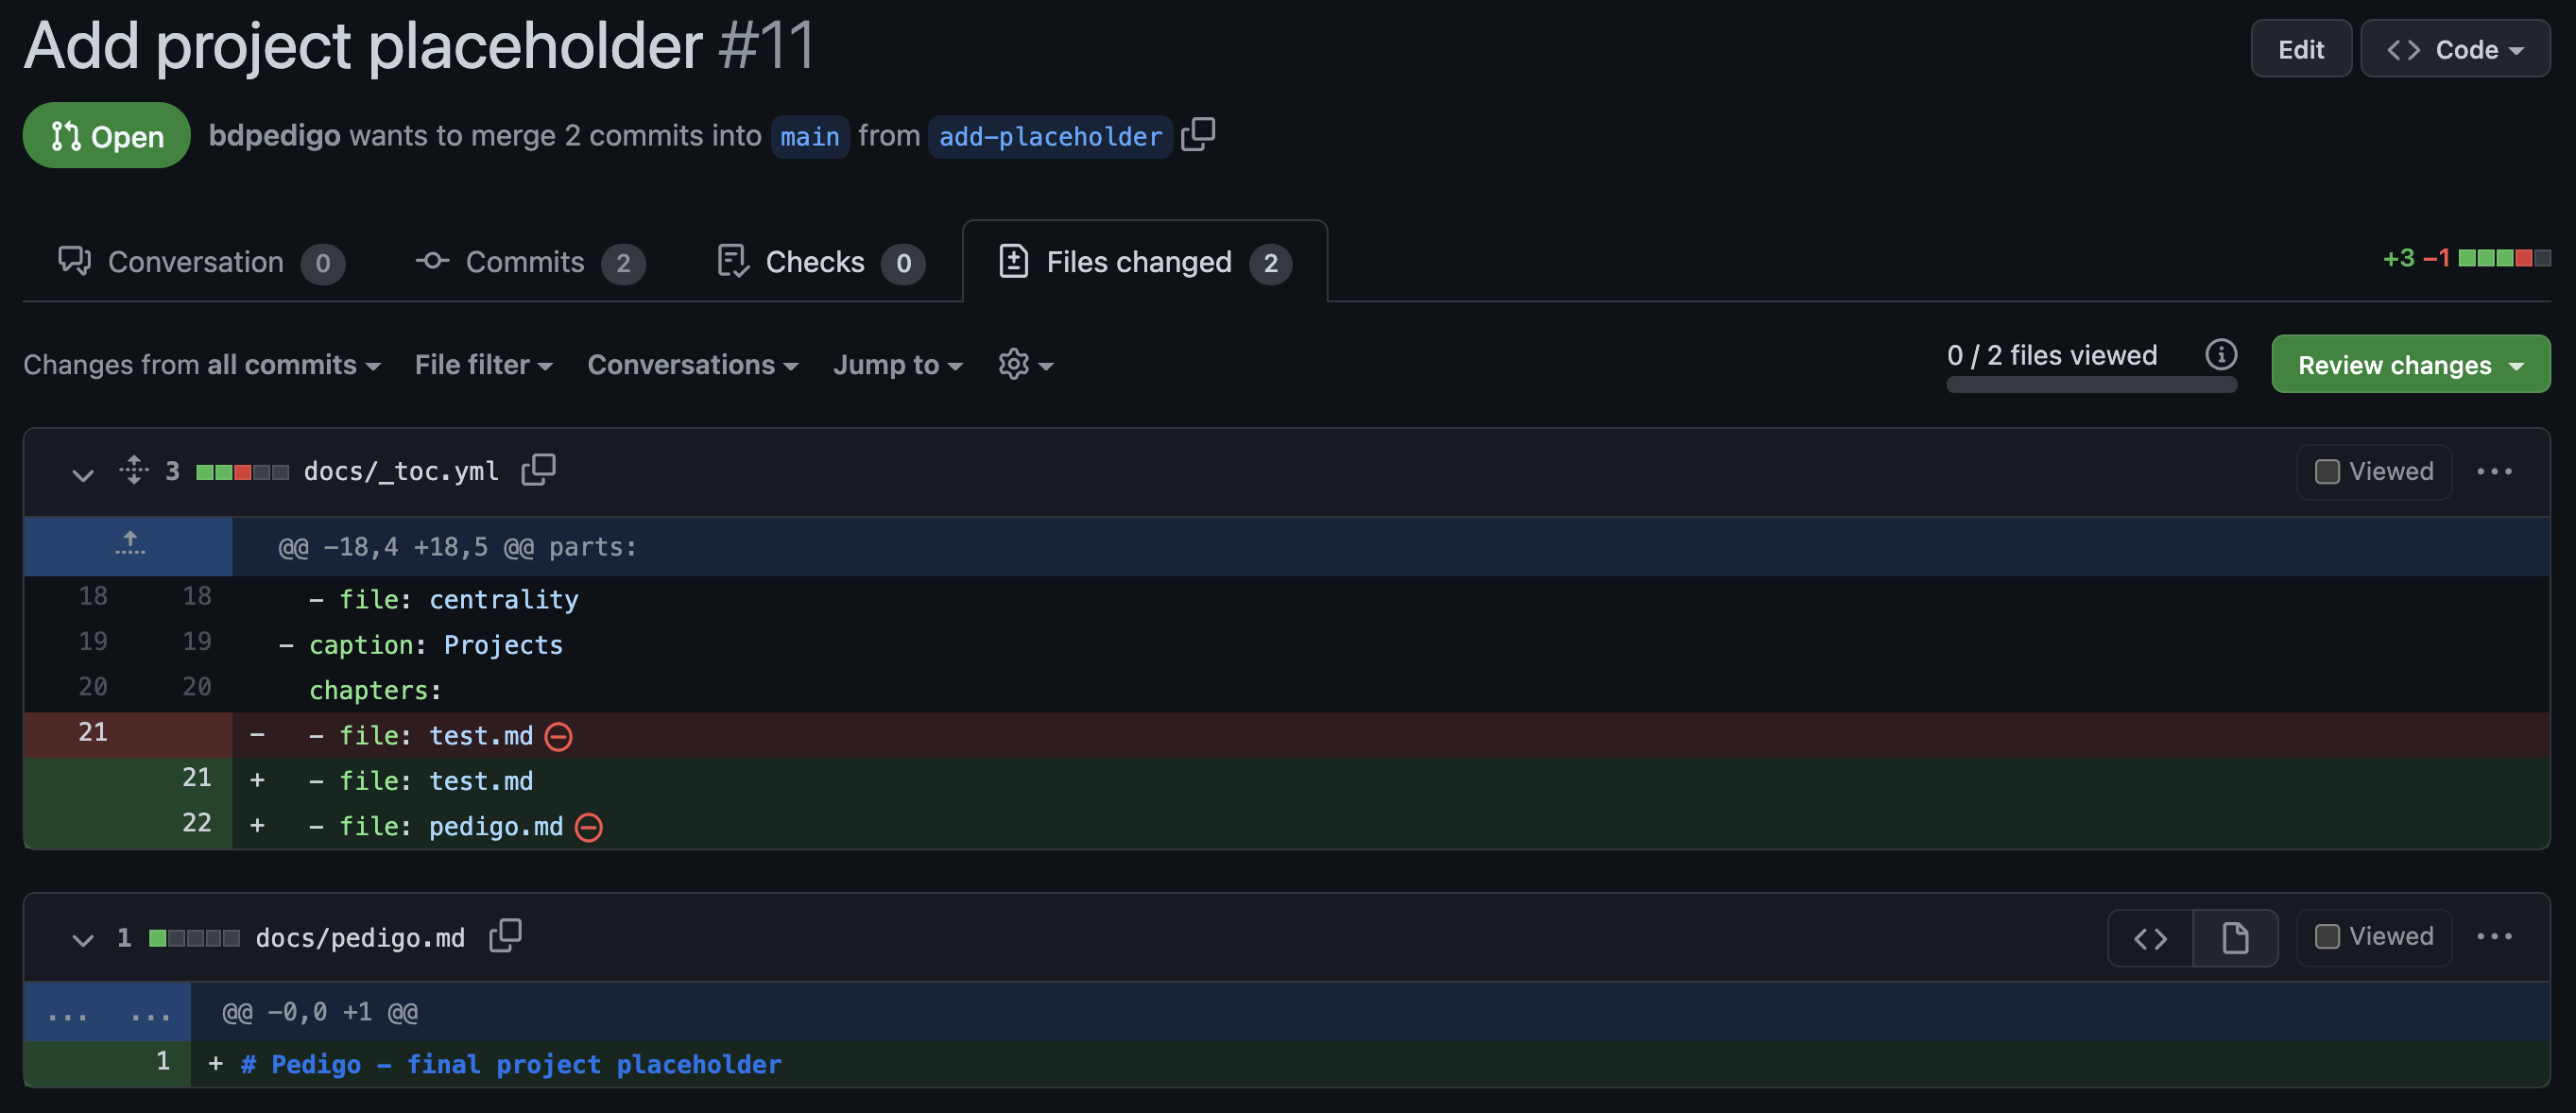 Add project placeholder #11
Edit
Code
Open
bdpedigo wants to merge 2 commits into main from add-placeholder
Conversation 0
Commits 2
Checks 0
Files changed 2
+3 −1
Changes from all commits
File filter
Conversations
Jump to
0 / 2 files viewed
Review changes
3 docs/_toc.yml
Viewed
@@ -18,4 +18,5 @@ parts:
18 18 - file: centrality
19 19 - caption: Projects
20 20 chapters:
21 - - file: test.md
21 + - file: test.md
22 + - file: pedigo.md
1 docs/pedigo.md
Viewed
... ... @@ -0,0 +1 @@
1 + # Pedigo - final project placeholder